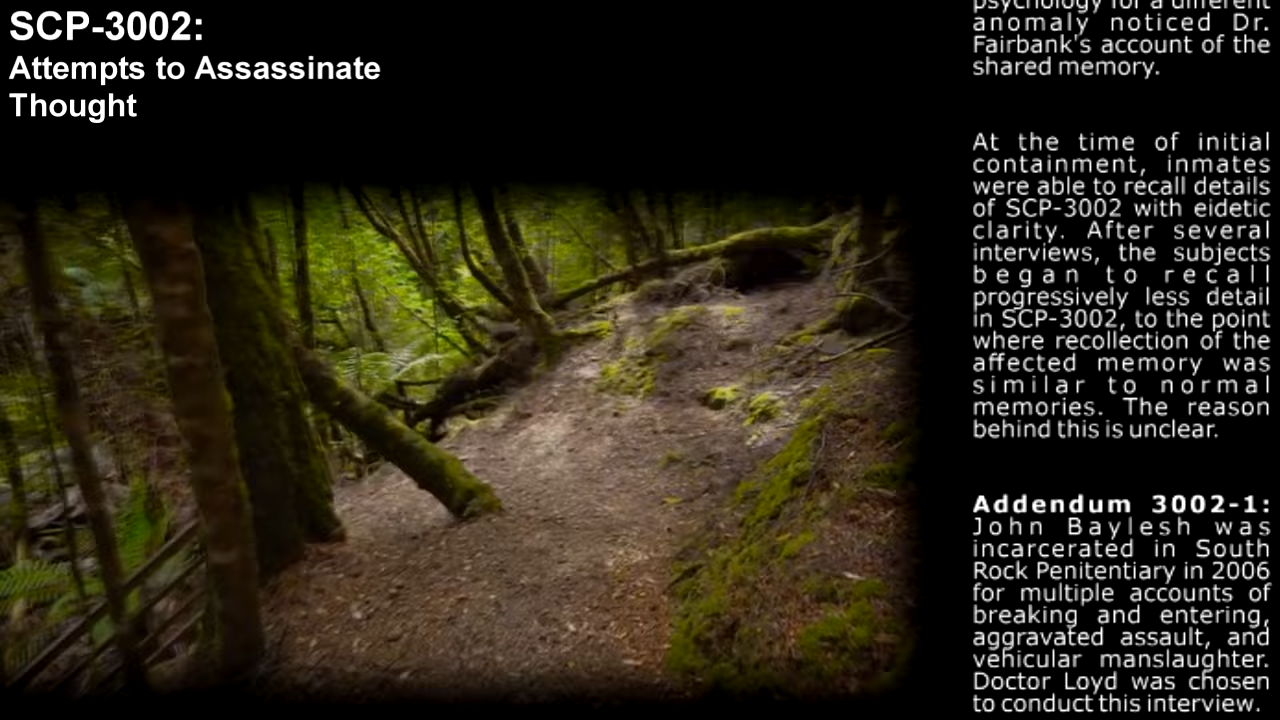 SCP-3002:
Attempts to Assassinate
Thought
psychology for a different
anomaly noticed Dr.
Fairbank's account of the
shared memory.
At the time of initial
containment, inmates
were able to recall details
of SCP-3002 with eidetic
clarity. After several
interviews, the subjects
began to recall
progressively less detail
in SCP-3002, to the point
where recollection of the
affected memory was
similar to normal
memories. The reason
behind this is unclear.
Addendum 3002-1:
John Baylesh was
incarcerated in South
Rock Penitentiary in 2006
for multiple accounts of
breaking and entering,
aggravated assault, and
vehicular manslaughter.
Doctor Loyd was chosen
to conduct this interview.